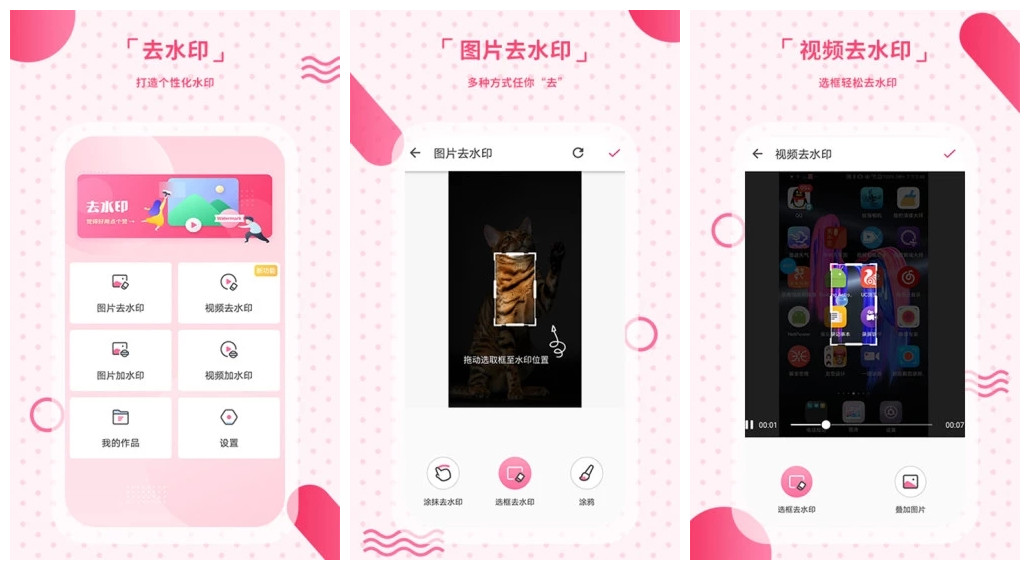 「去水印」
打造个性化水印
去水印
Watermark
新功能
图片去水印
视频去水印
图片加水印
视频加水印
我的作品
设置
「图片去水印」
多种方式任你“去”
图片去水印
拖动选取框至水印位置
涂抹去水印
选框去水印
涂鸦
「视频去水印」
选框轻松去水印
视频去水印
QQ
00:01
00:07
选框去水印
叠加图片